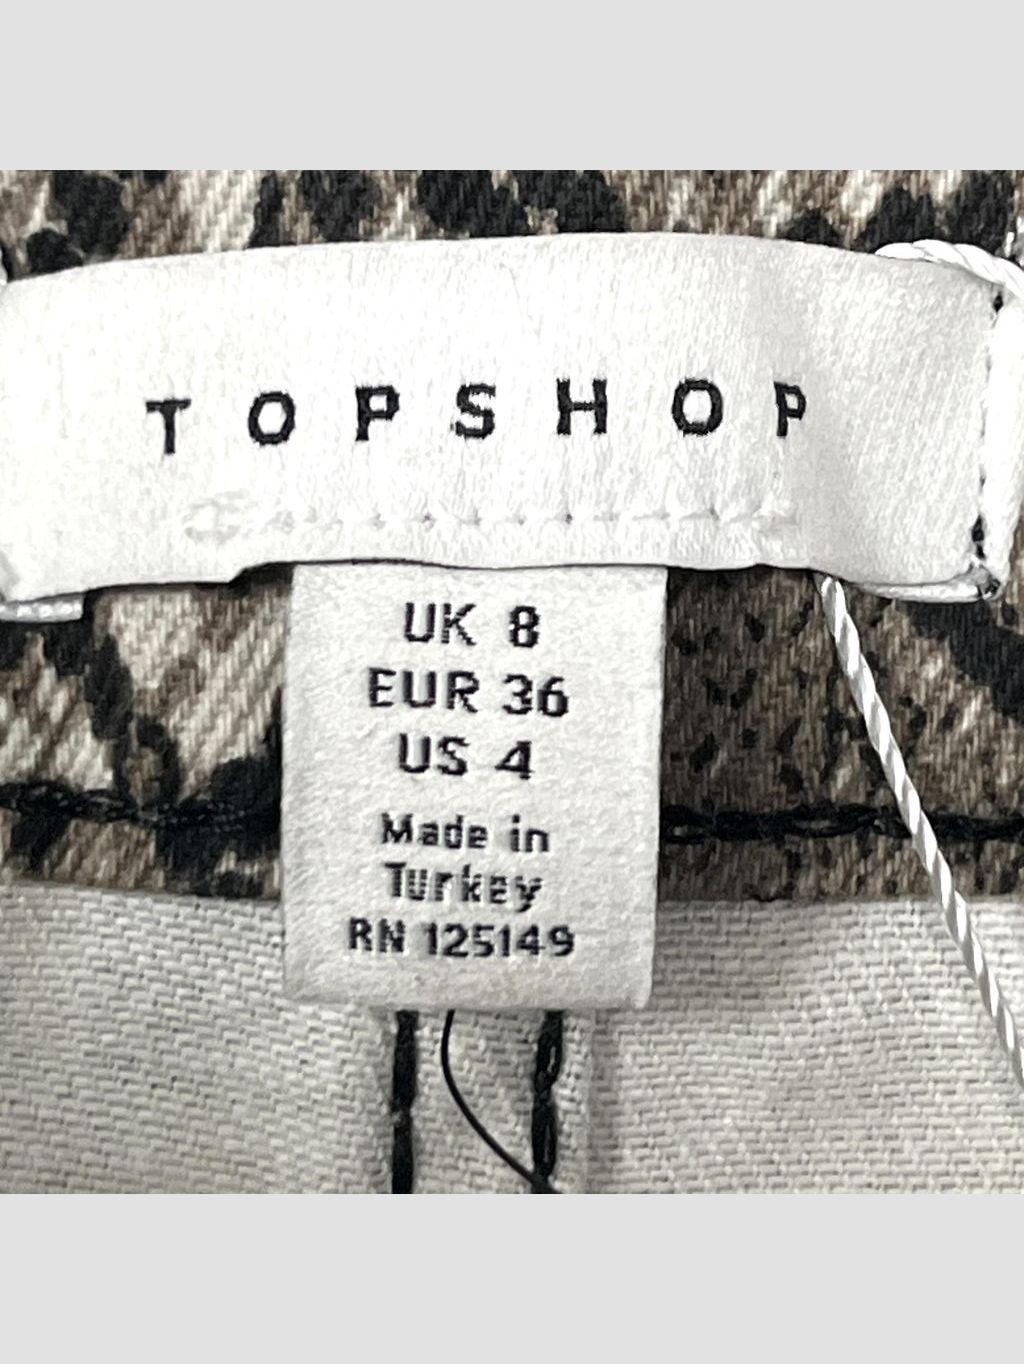 TOPSHOP
UK 8
EUR 36
US 4
Made in
Turkey
RN 125149